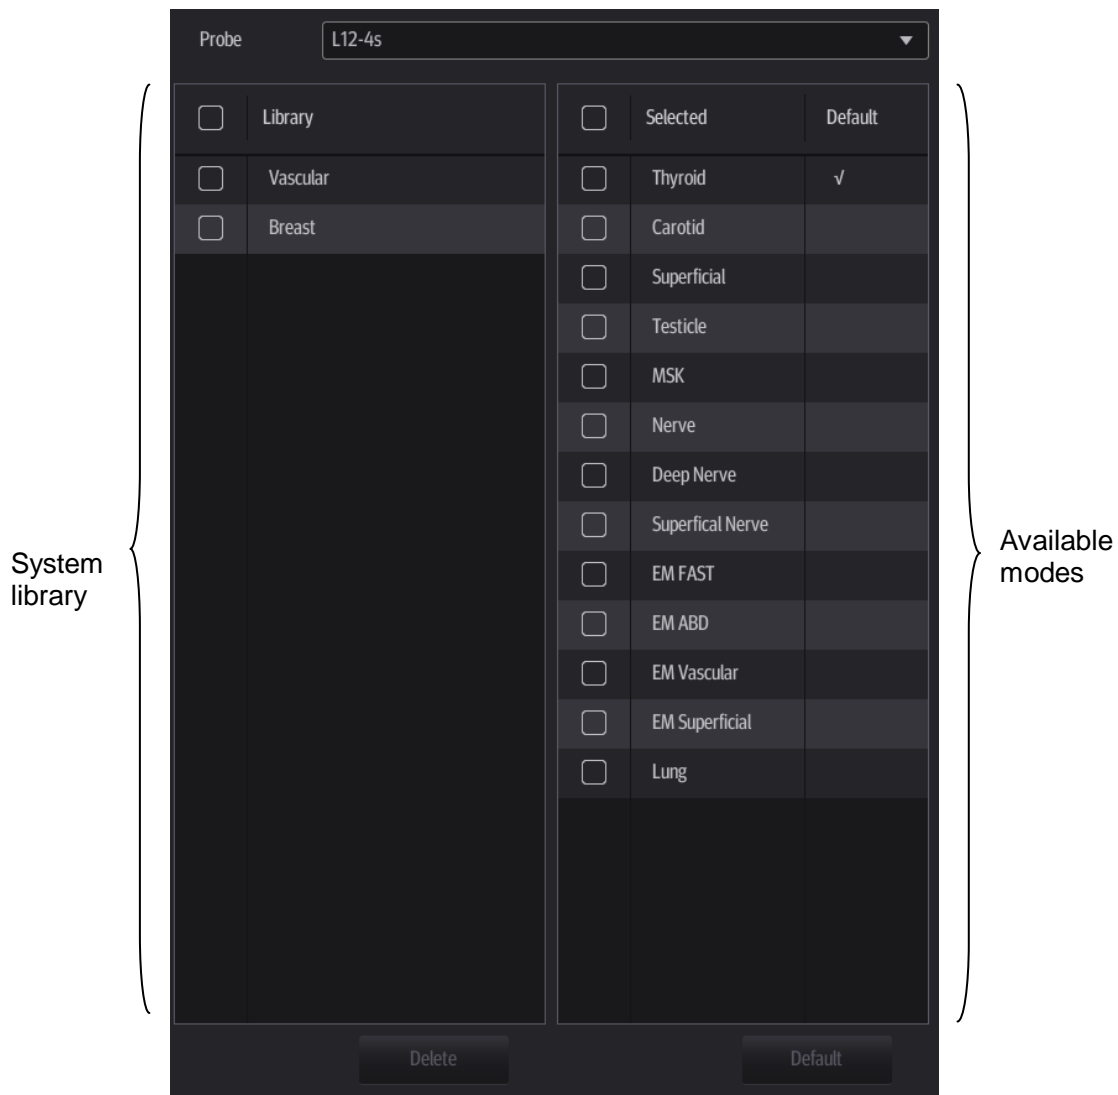 Probe L12-4s
Library
Vascular
Breast
Selected Default
Thyroid √
Carotid
Superficial
Testicle
MSK
Nerve
Deep Nerve
Superfical Nerve
EM FAST
EM ABD
EM Vascular
EM Superficial
Lung
Delete
Default
System
library
Available
modes